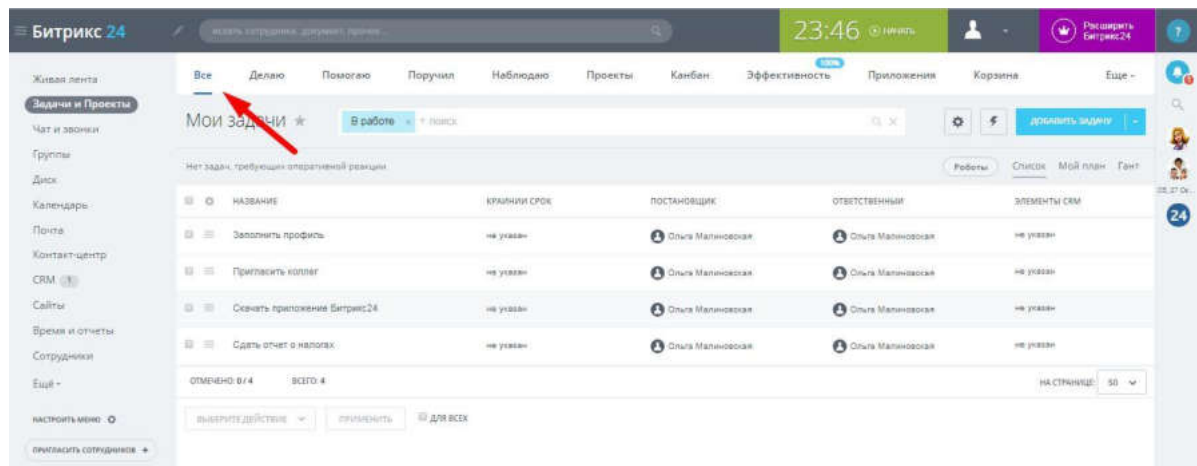 Битрикс 24
искать сотрудника, документ, прочее...
23:46 НАЧАТЬ
Расширить Битрикс24
?
Живая лента
Задачи и Проекты
Чат и звонки
Группы
Диск
Календарь
Почта
Контакт-центр
CRM 1
Сайты
Время и отчеты
Сотрудники
Ещё
НАСТРОИТЬ МЕНЮ
ПРИГЛАСИТЬ СОТРУДНИКОВ +
Все Делаю Помогаю Поручил Наблюдаю Проекты Канбан Эффективность 100% Приложения Корзина Еще
Мои задачи
В работе × + поиск
ДОБАВИТЬ ЗАДАЧУ
Нет задач, требующих оперативной реакции
Роботы Список Мой план Гант
НАЗВАНИЕ КРАЙНИЙ СРОК ПОСТАНОВЩИК ОТВЕТСТВЕННЫЙ ЭЛЕМЕНТЫ CRM
Заполнить профиль не указан Ольга Малиновская Ольга Малиновская не указан
Пригласить коллег не указан Ольга Малиновская Ольга Малиновская не указан
Скачать приложение Битрикс24 не указан Ольга Малиновская Ольга Малиновская не указан
Сдать отчет о налогах не указан Ольга Малиновская Ольга Малиновская не указан
ОТМЕЧЕНО: 0 / 4 ВСЕГО: 4 НА СТРАНИЦЕ: 50
ВЫБЕРИТЕ ДЕЙСТВИЕ ПРИМЕНИТЬ ДЛЯ ВСЕХ
24